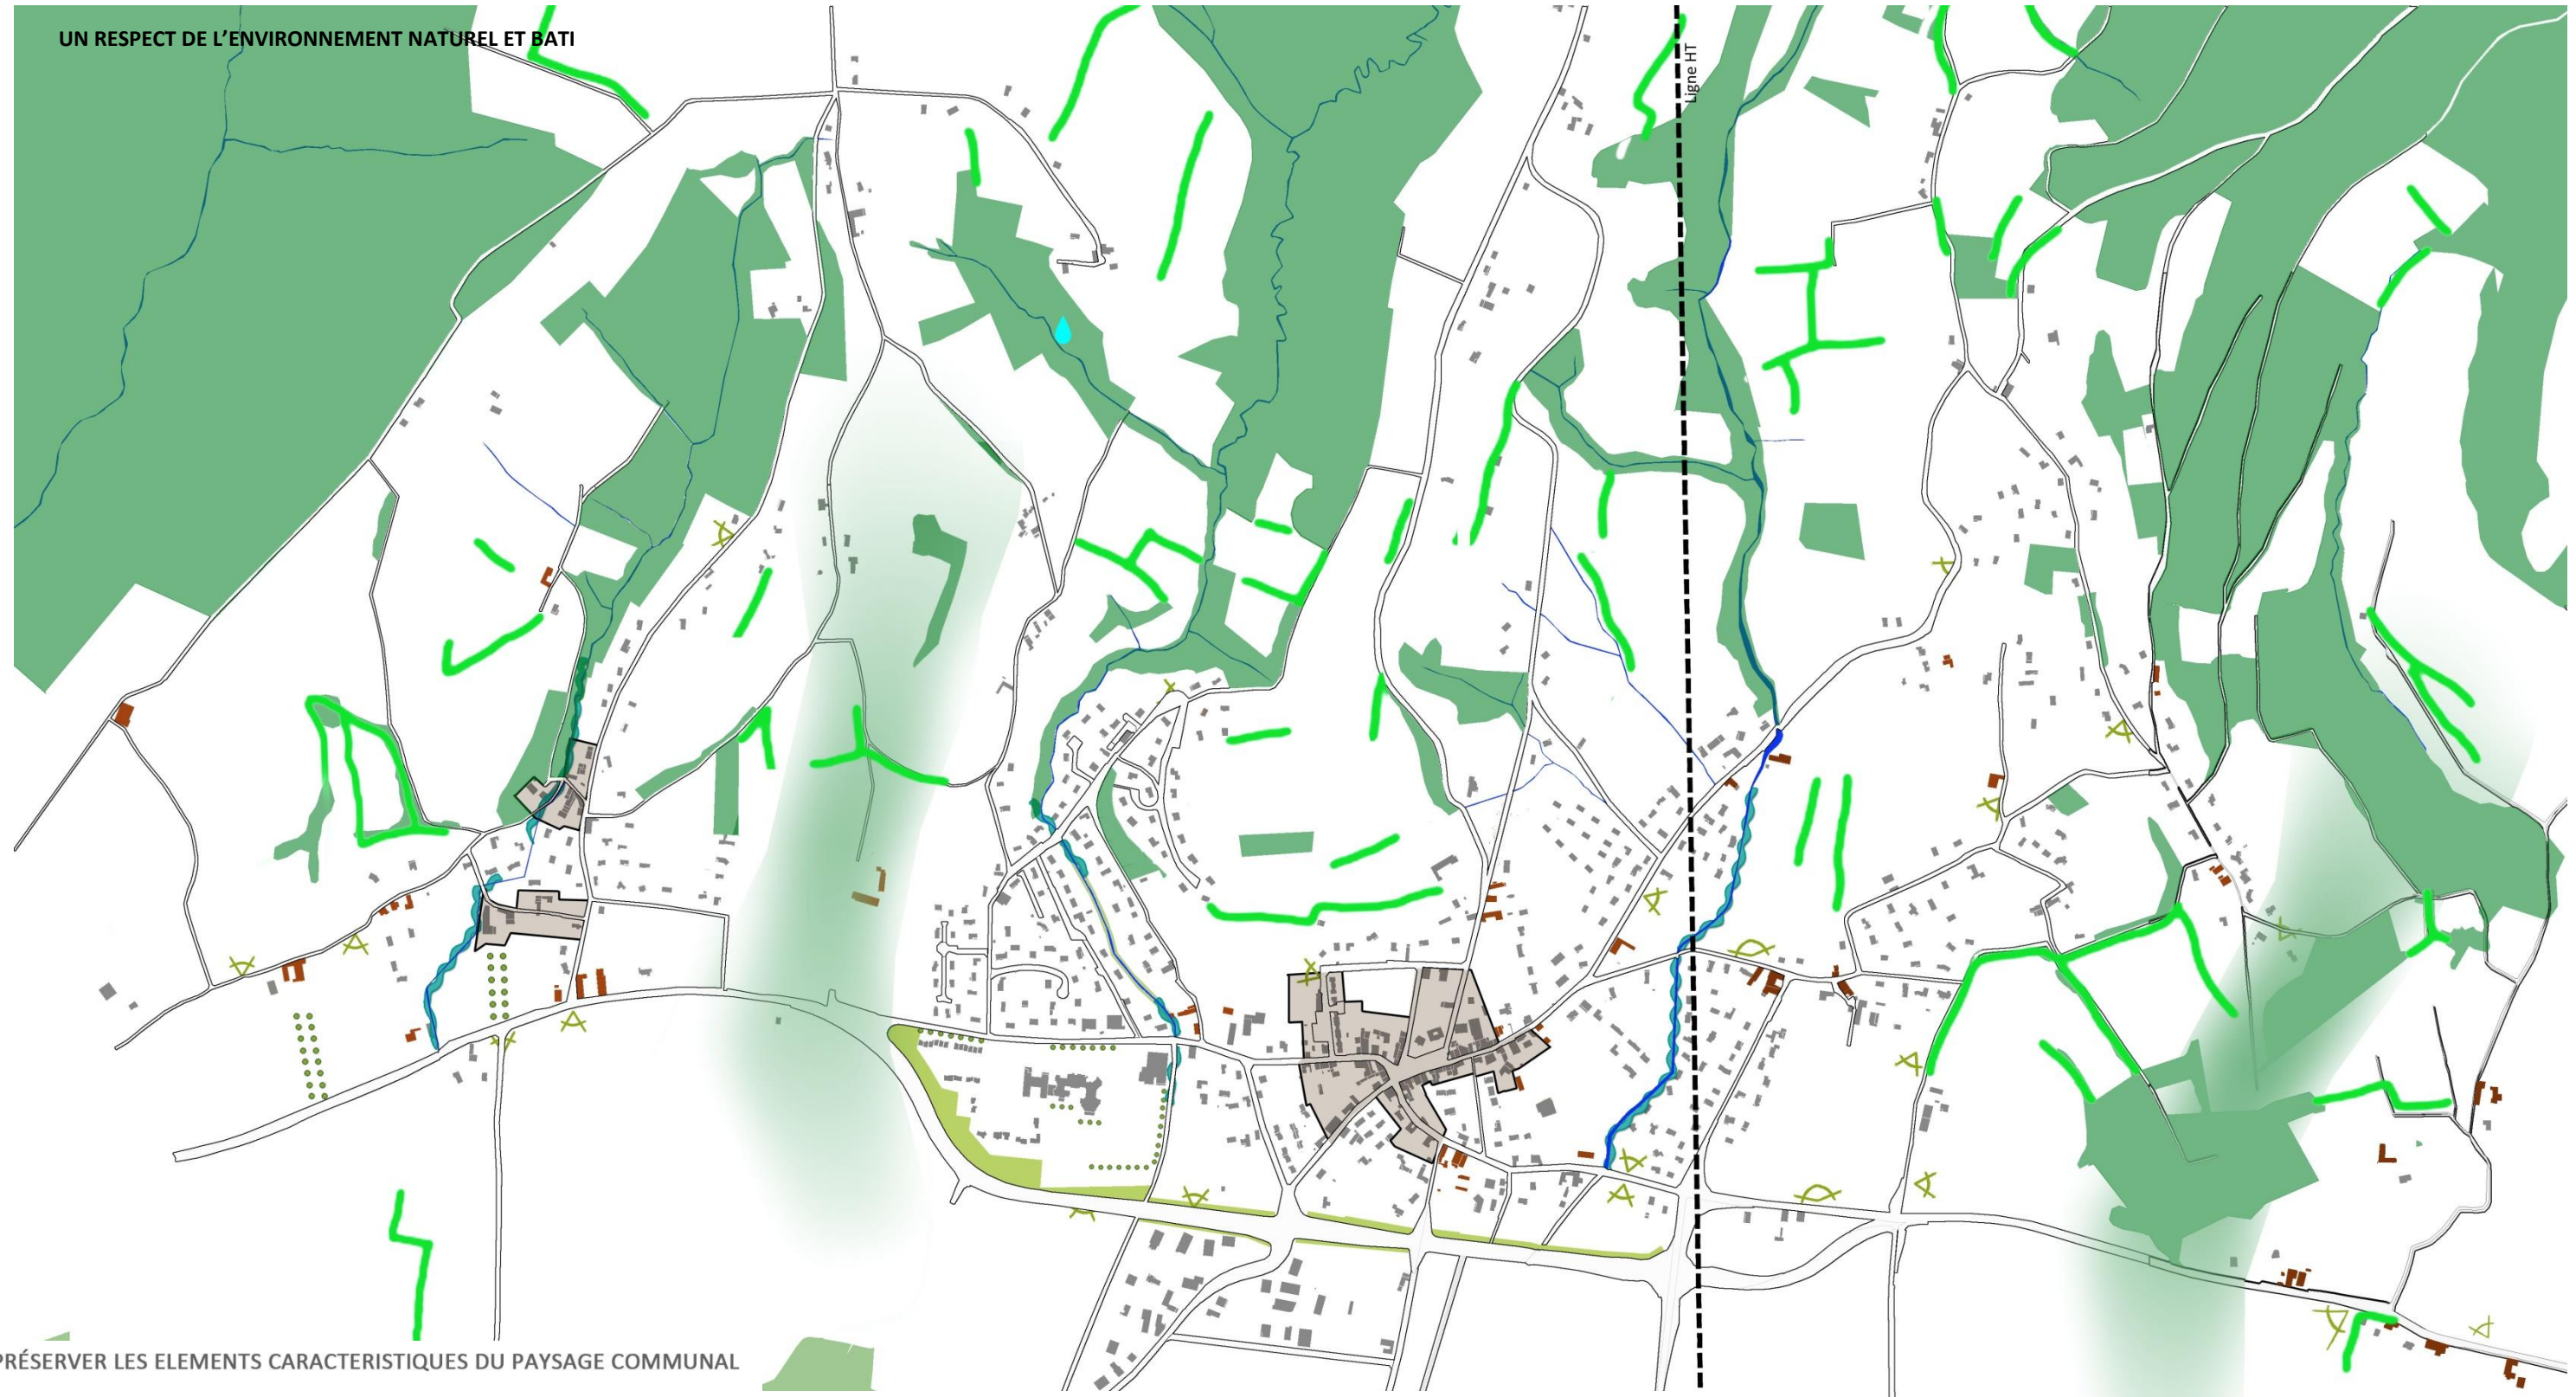 UN RESPECT DE L'ENVIRONNEMENT NATUREL ET BATI
Ligne HT
PRÉSERVER LES ELEMENTS CARACTERISTIQUES DU PAYSAGE COMMUNAL